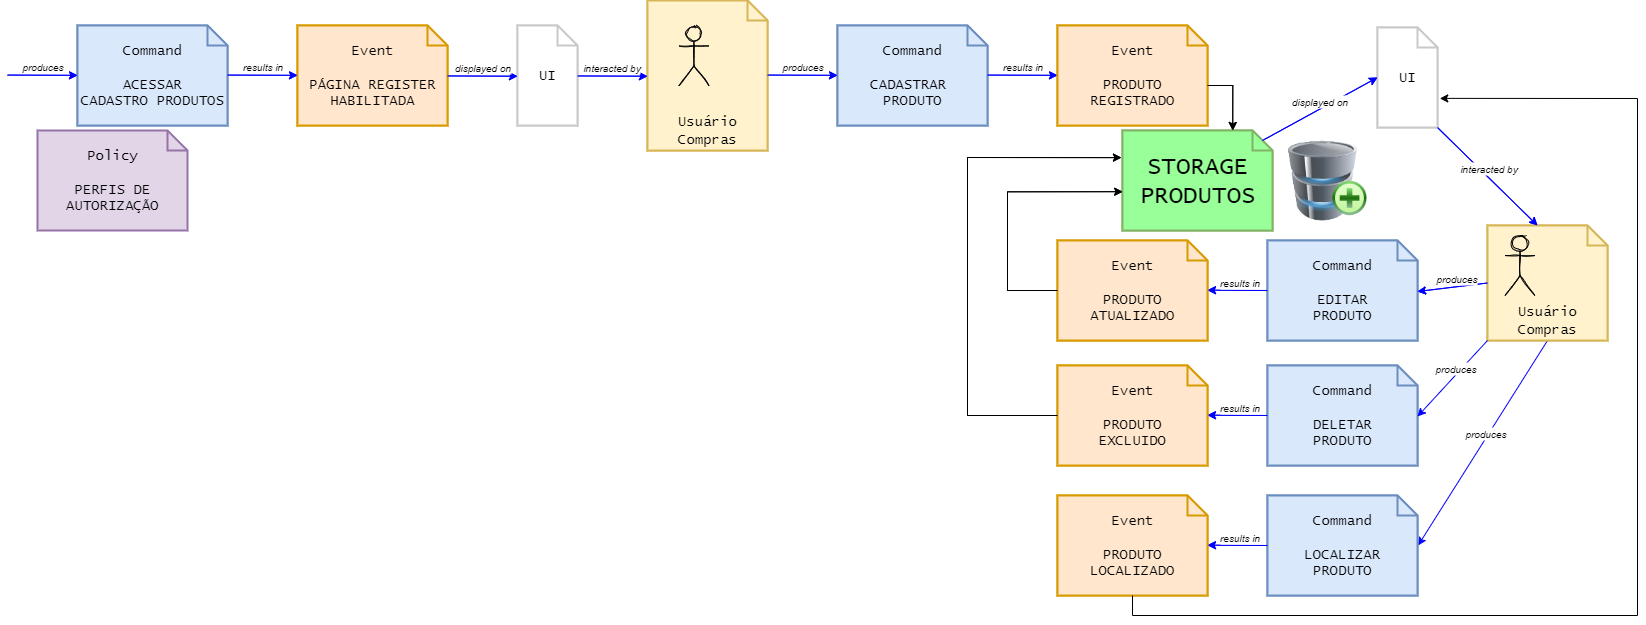 produces
Command
ACESSAR
CADASTRO PRODUTOS
results in
Event
PÁGINA REGISTER
HABILITADA
displayed on
UI
interacted by
Usuário
Compras
produces
Command
CADASTRAR
PRODUTO
results in
Event
PRODUTO
REGISTRADO
displayed on
UI
Policy
PERFIS DE
AUTORIZAÇÃO
STORAGE
PRODUTOS
interacted by
Usuário
Compras
produces
Command
EDITAR
PRODUTO
results in
Event
PRODUTO
ATUALIZADO
produces
Command
DELETAR
PRODUTO
results in
Event
PRODUTO
EXCLUIDO
produces
Command
LOCALIZAR
PRODUTO
results in
Event
PRODUTO
LOCALIZADO